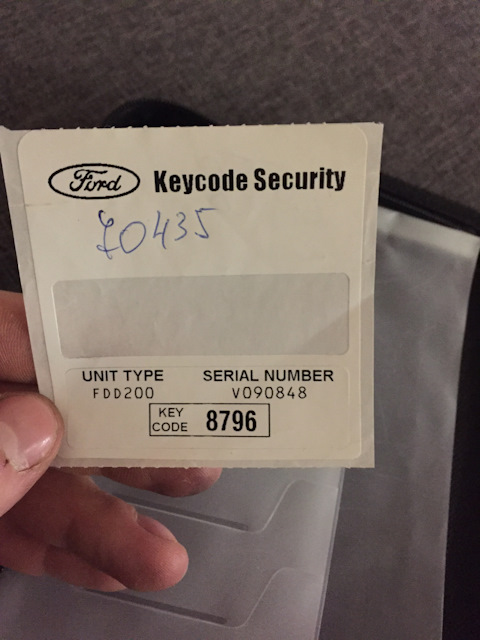 Ford Keycode Security
70435
UNIT TYPE SERIAL NUMBER
FDD200 V090848
KEY CODE 8796